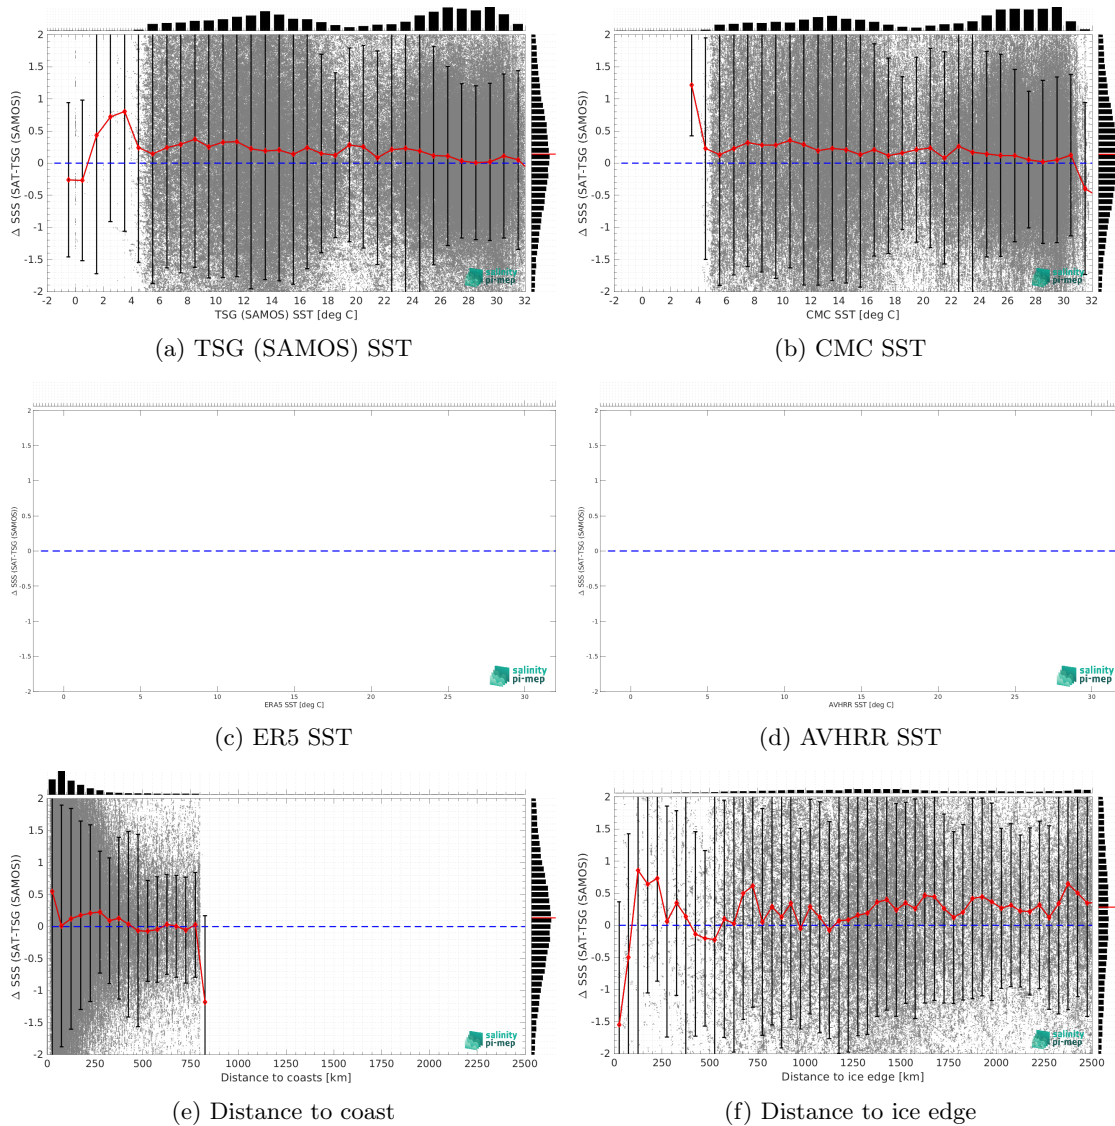 2
1.5
1
0.5
0
-0.5
-1
-1.5
-2
Δ SSS (SAT-TSG (SAMOS))
-2 0 2 4 6 8 10 12 14 16 18 20 22 24 26 28 30 32
TSG (SAMOS) SST [deg C]
salinity
pi-mep
(a) TSG (SAMOS) SST
2
1.5
1
0.5
0
-0.5
-1
-1.5
-2
Δ SSS (SAT-TSG (SAMOS))
-2 0 2 4 6 8 10 12 14 16 18 20 22 24 26 28 30 32
CMC SST [deg C]
salinity
pi-mep
(b) CMC SST
2
1.5
1
0.5
0
-0.5
-1
-1.5
-2
Δ SSS (SAT-TSG (SAMOS))
0 5 10 15 20 25 30
ERA5 SST [deg C]
salinity
pi-mep
(c) ER5 SST
2
1.5
1
0.5
0
-0.5
-1
-1.5
-2
Δ SSS (SAT-TSG (SAMOS))
0 5 10 15 20 25 30
AVHRR SST [deg C]
salinity
pi-mep
(d) AVHRR SST
2
1.5
1
0.5
0
-0.5
-1
-1.5
-2
Δ SSS (SAT-TSG (SAMOS))
0 250 500 750 1000 1250 1500 1750 2000 2250 2500
Distance to coasts [km]
salinity
pi-mep
(e) Distance to coast
2
1.5
1
0.5
0
-0.5
-1
-1.5
-2
Δ SSS (SAT-TSG (SAMOS))
0 250 500 750 1000 1250 1500 1750 2000 2250 2500
Distance to ice edge [km]
salinity
pi-mep
(f) Distance to ice edge